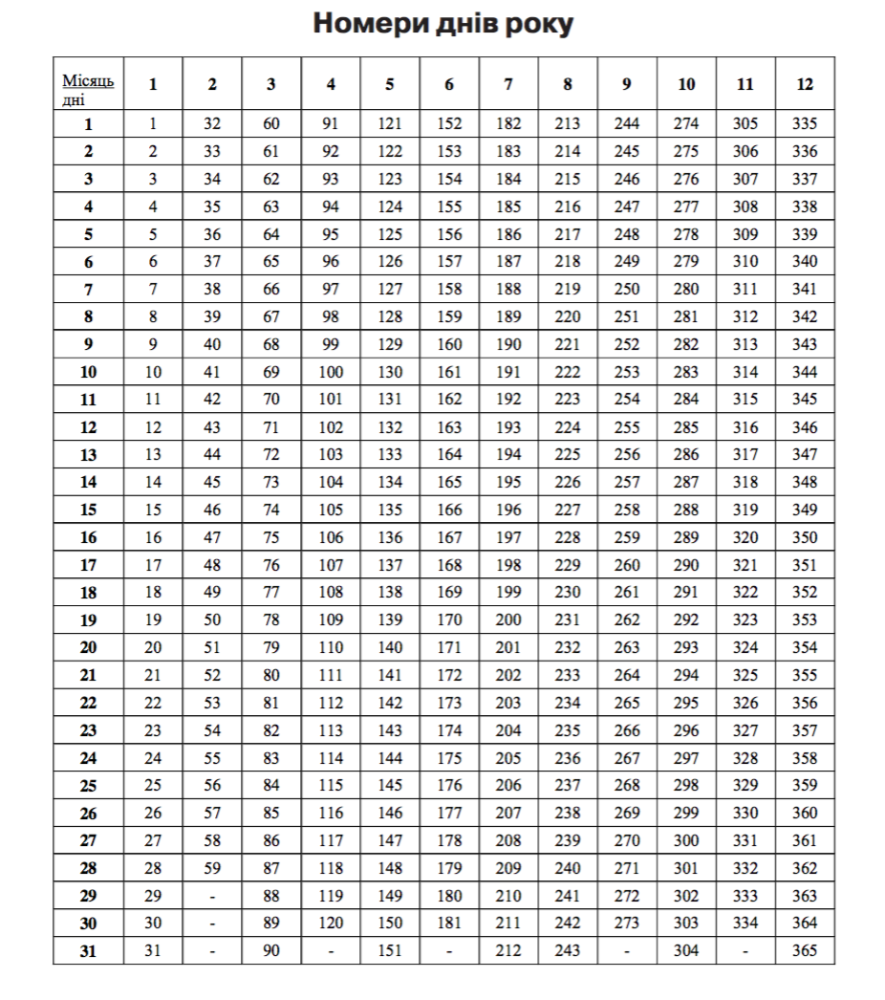 Номери днів року
Місяць
дні 1 2 3 4 5 6 7 8 9 10 11 12
1 1 32 60 91 121 152 182 213 244 274 305 335
2 2 33 61 92 122 153 183 214 245 275 306 336
3 3 34 62 93 123 154 184 215 246 276 307 337
4 4 35 63 94 124 155 185 216 247 277 308 338
5 5 36 64 95 125 156 186 217 248 278 309 339
6 6 37 65 96 126 157 187 218 249 279 310 340
7 7 38 66 97 127 158 188 219 250 280 311 341
8 8 39 67 98 128 159 189 220 251 281 312 342
9 9 40 68 99 129 160 190 221 252 282 313 343
10 10 41 69 100 130 161 191 222 253 283 314 344
11 11 42 70 101 131 162 192 223 254 284 315 345
12 12 43 71 102 132 163 193 224 255 285 316 346
13 13 44 72 103 133 164 194 225 256 286 317 347
14 14 45 73 104 134 165 195 226 257 287 318 348
15 15 46 74 105 135 166 196 227 258 288 319 349
16 16 47 75 106 136 167 197 228 259 289 320 350
17 17 48 76 107 137 168 198 229 260 290 321 351
18 18 49 77 108 138 169 199 230 261 291 322 352
19 19 50 78 109 139 170 200 231 262 292 323 353
20 20 51 79 110 140 171 201 232 263 293 324 354
21 21 52 80 111 141 172 202 233 264 294 325 355
22 22 53 81 112 142 173 203 234 265 295 326 356
23 23 54 82 113 143 174 204 235 266 296 327 357
24 24 55 83 114 144 175 205 236 267 297 328 358
25 25 56 84 115 145 176 206 237 268 298 329 359
26 26 57 85 116 146 177 207 238 269 299 330 360
27 27 58 86 117 147 178 208 239 270 300 331 361
28 28 59 87 118 148 179 209 240 271 301 332 362
29 29 - 88 119 149 180 210 241 272 302 333 363
30 30 - 89 120 150 181 211 242 273 303 334 364
31 31 - 90 - 151 - 212 243 - 304 - 365